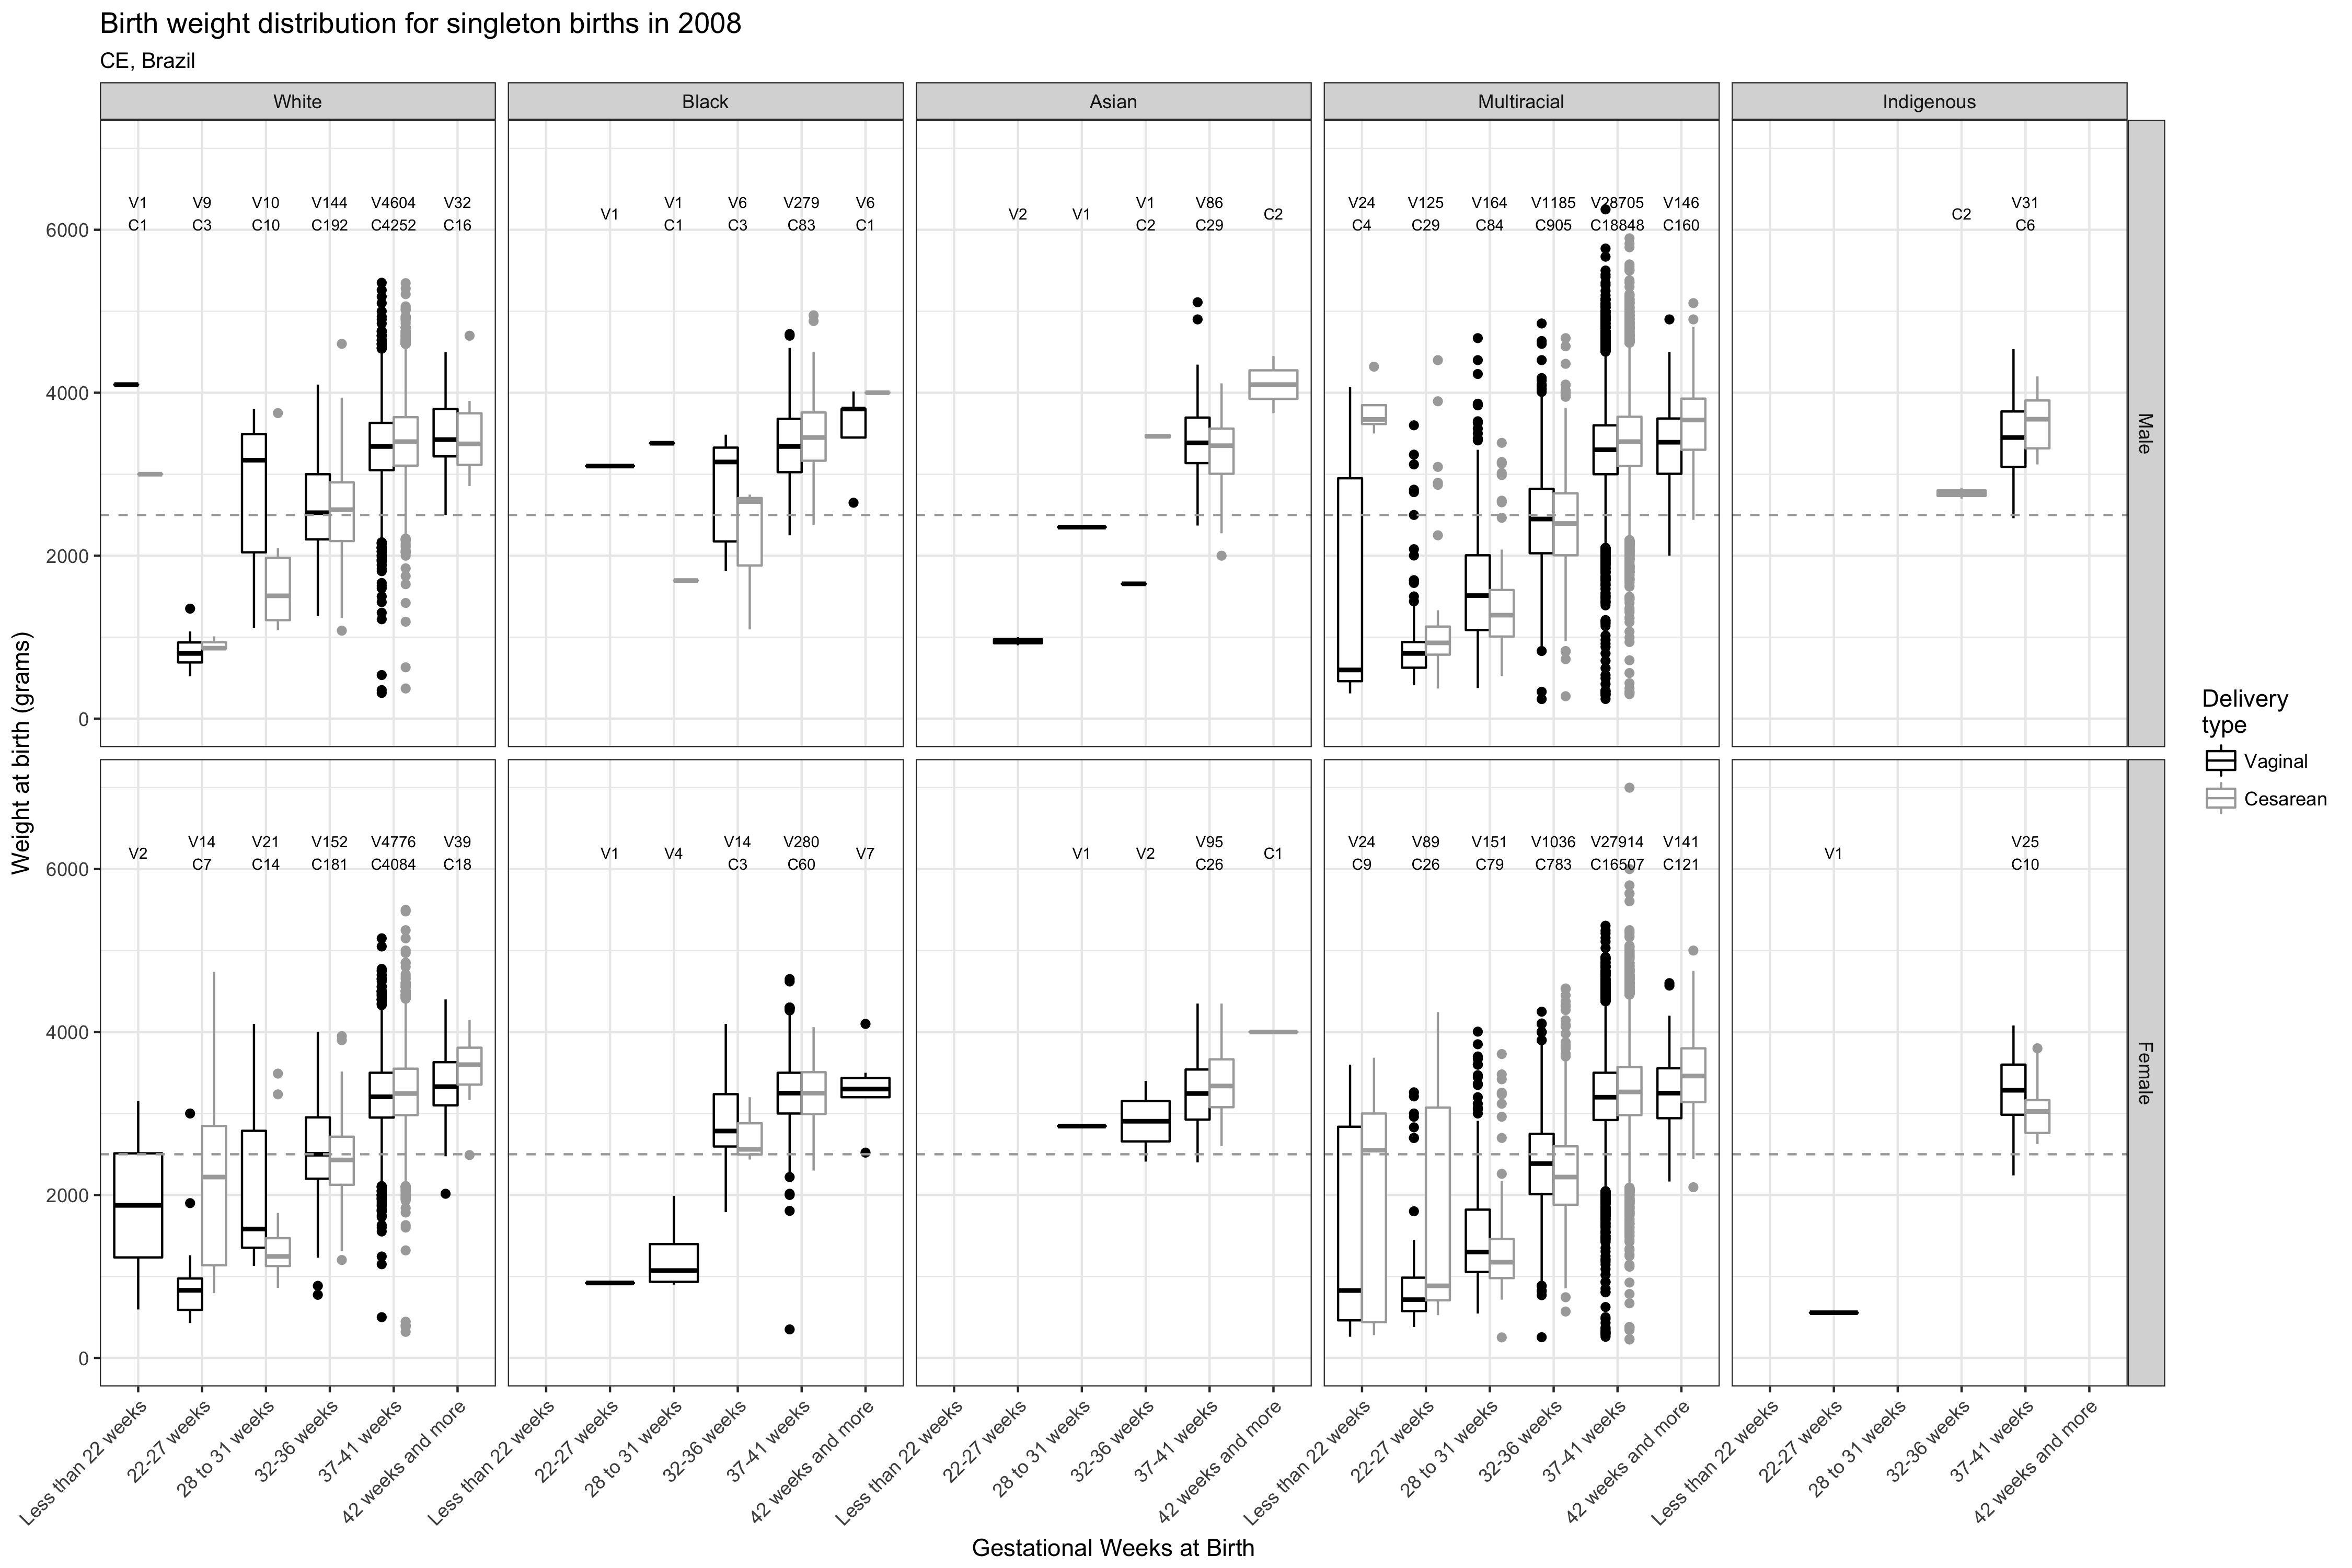 Birth weight distribution for singleton births in 2008
CE, Brazil
White
Black
Asian
Multiracial
Indigenous
V1 V9 V10 V144 V4604 V32
C1 C3 C10 C192 C4252 C16
V1 V1 V6 V279 V6
C1 C3 C83 C1
V2 V1 V1 V86 C2
C2 C29
V24 V125 V164 V1185 V28705 V146
C4 C29 C84 C905 C18848 C160
C2 V31
C6
Male
6000
4000
2000
0
V2 V14 V21 V152 V4776 V39
C7 C14 C181 C4084 C18
V1 V4 V14 V280 V7
C3 C60
V1 V2 V95 C1
C26
V24 V89 V151 V1036 V27914 V141
C9 C26 C79 C783 C16507 C121
V1 V25
C10
Female
6000
4000
2000
0
Weight at birth (grams)
Less than 22 weeks
22-27 weeks
28 to 31 weeks
32-36 weeks
37-41 weeks
42 weeks and more
Less than 22 weeks
22-27 weeks
28 to 31 weeks
32-36 weeks
37-41 weeks
42 weeks and more
Less than 22 weeks
22-27 weeks
28 to 31 weeks
32-36 weeks
37-41 weeks
42 weeks and more
Less than 22 weeks
22-27 weeks
28 to 31 weeks
32-36 weeks
37-41 weeks
42 weeks and more
Less than 22 weeks
22-27 weeks
28 to 31 weeks
32-36 weeks
37-41 weeks
42 weeks and more
Gestational Weeks at Birth
Delivery
type
Vaginal
Cesarean